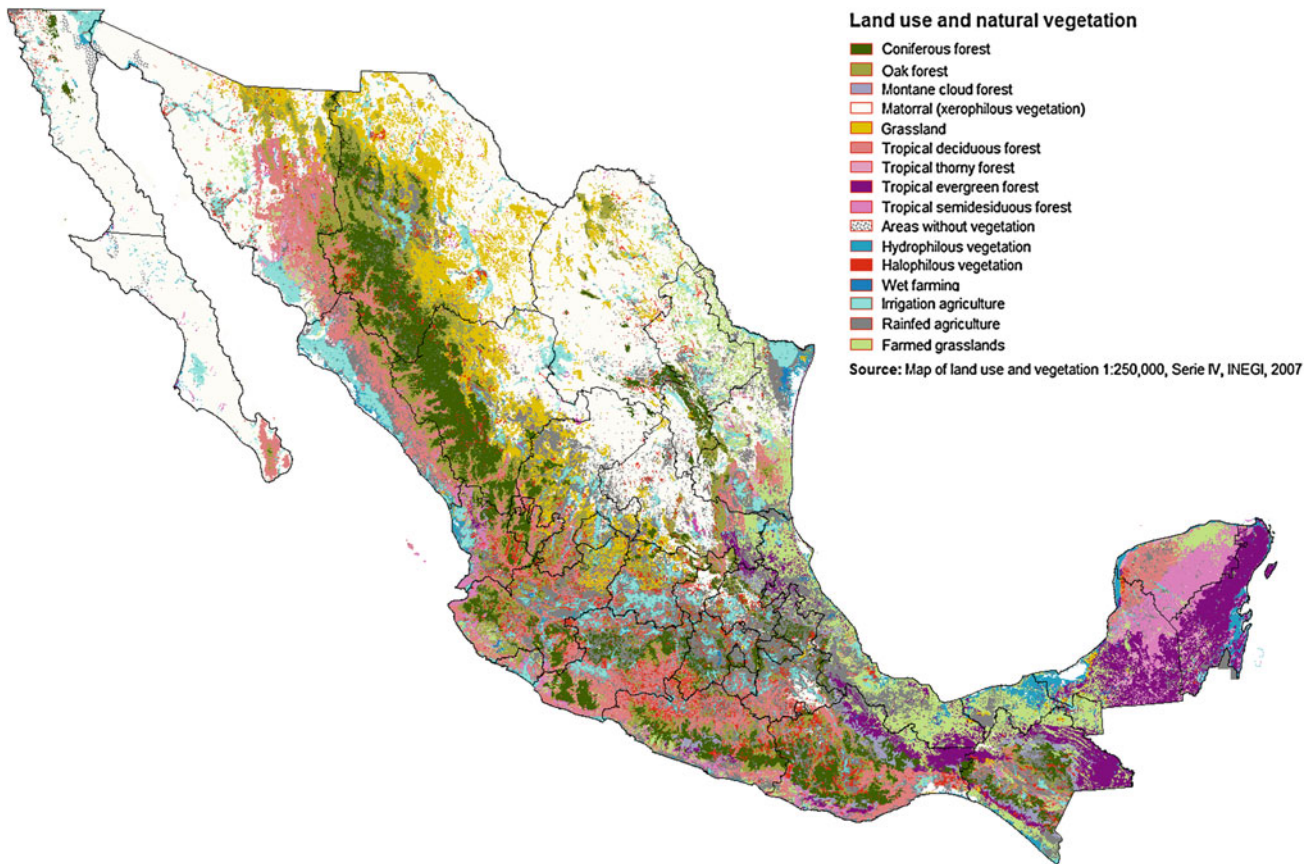 Land use and natural vegetation
Coniferous forest
Oak forest
Montane cloud forest
Matorral (xerophilous vegetation)
Grassland
Tropical deciduous forest
Tropical thorny forest
Tropical evergreen forest
Tropical semidesiduous forest
Areas without vegetation
Hydrophilous vegetation
Halophilous vegetation
Wet farming
Irrigation agriculture
Rainfed agriculture
Farmed grasslands
Source: Map of land use and vegetation 1:250,000, Serie IV, INEGI, 2007